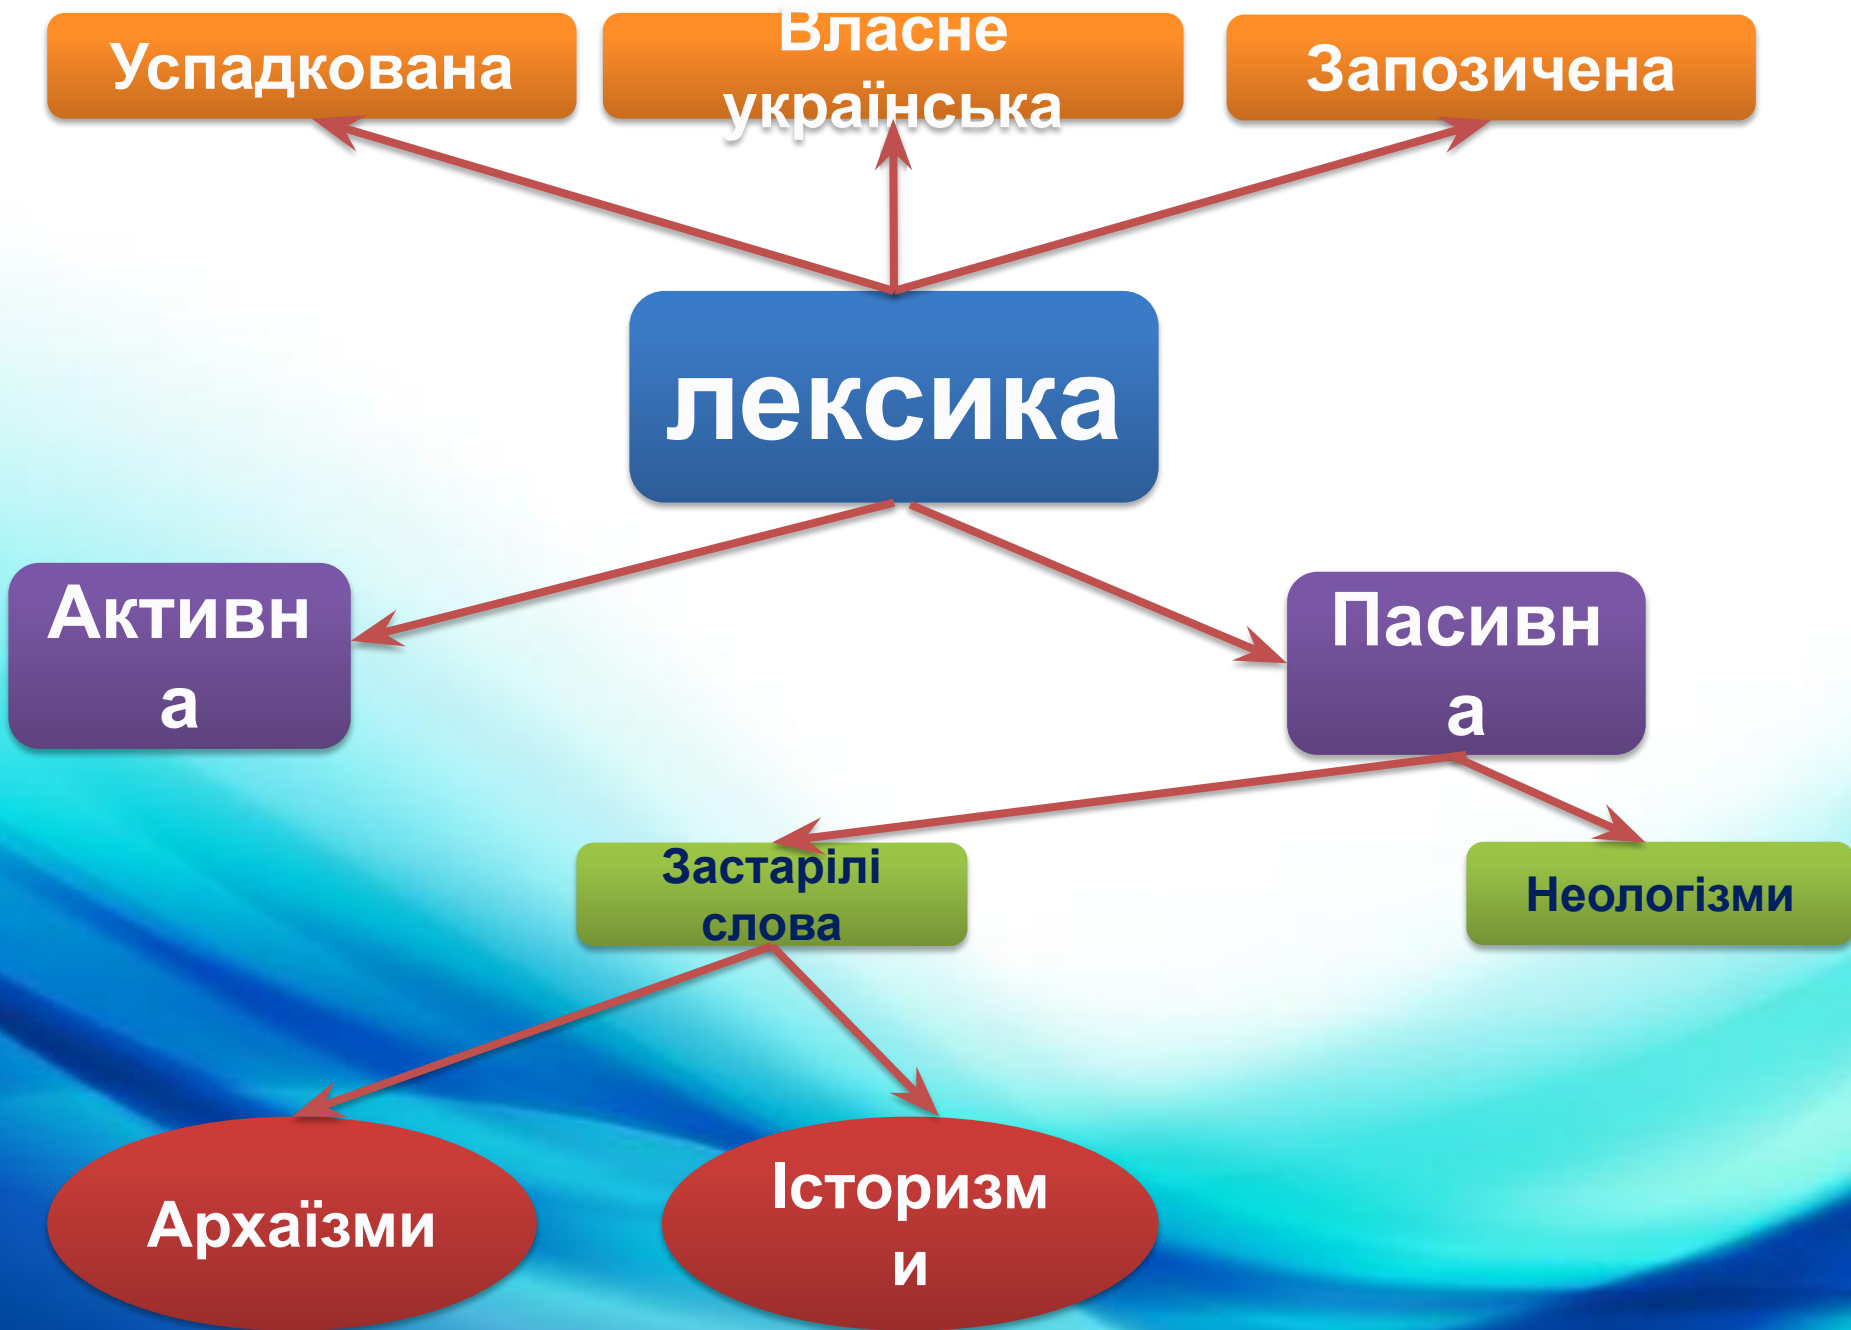 Успадкована
Власне
українська
Запозичена
лексика
Активн
а
Пасивн
а
Застарілі
слова
Неологізми
Архаїзми
Історизм
и